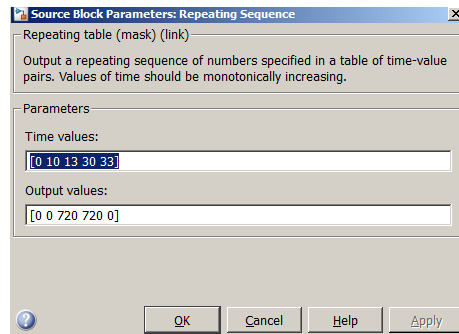 Source Block Parameters: Repeating Sequence
Repeating table (mask) (link)
Output a repeating sequence of numbers specified in a table of time-value
pairs. Values of time should be monotonically increasing.
Parameters
Time values:
[0 10 13 30 33]
Output values:
[0 0 720 720 0]
OK Cancel Help Apply